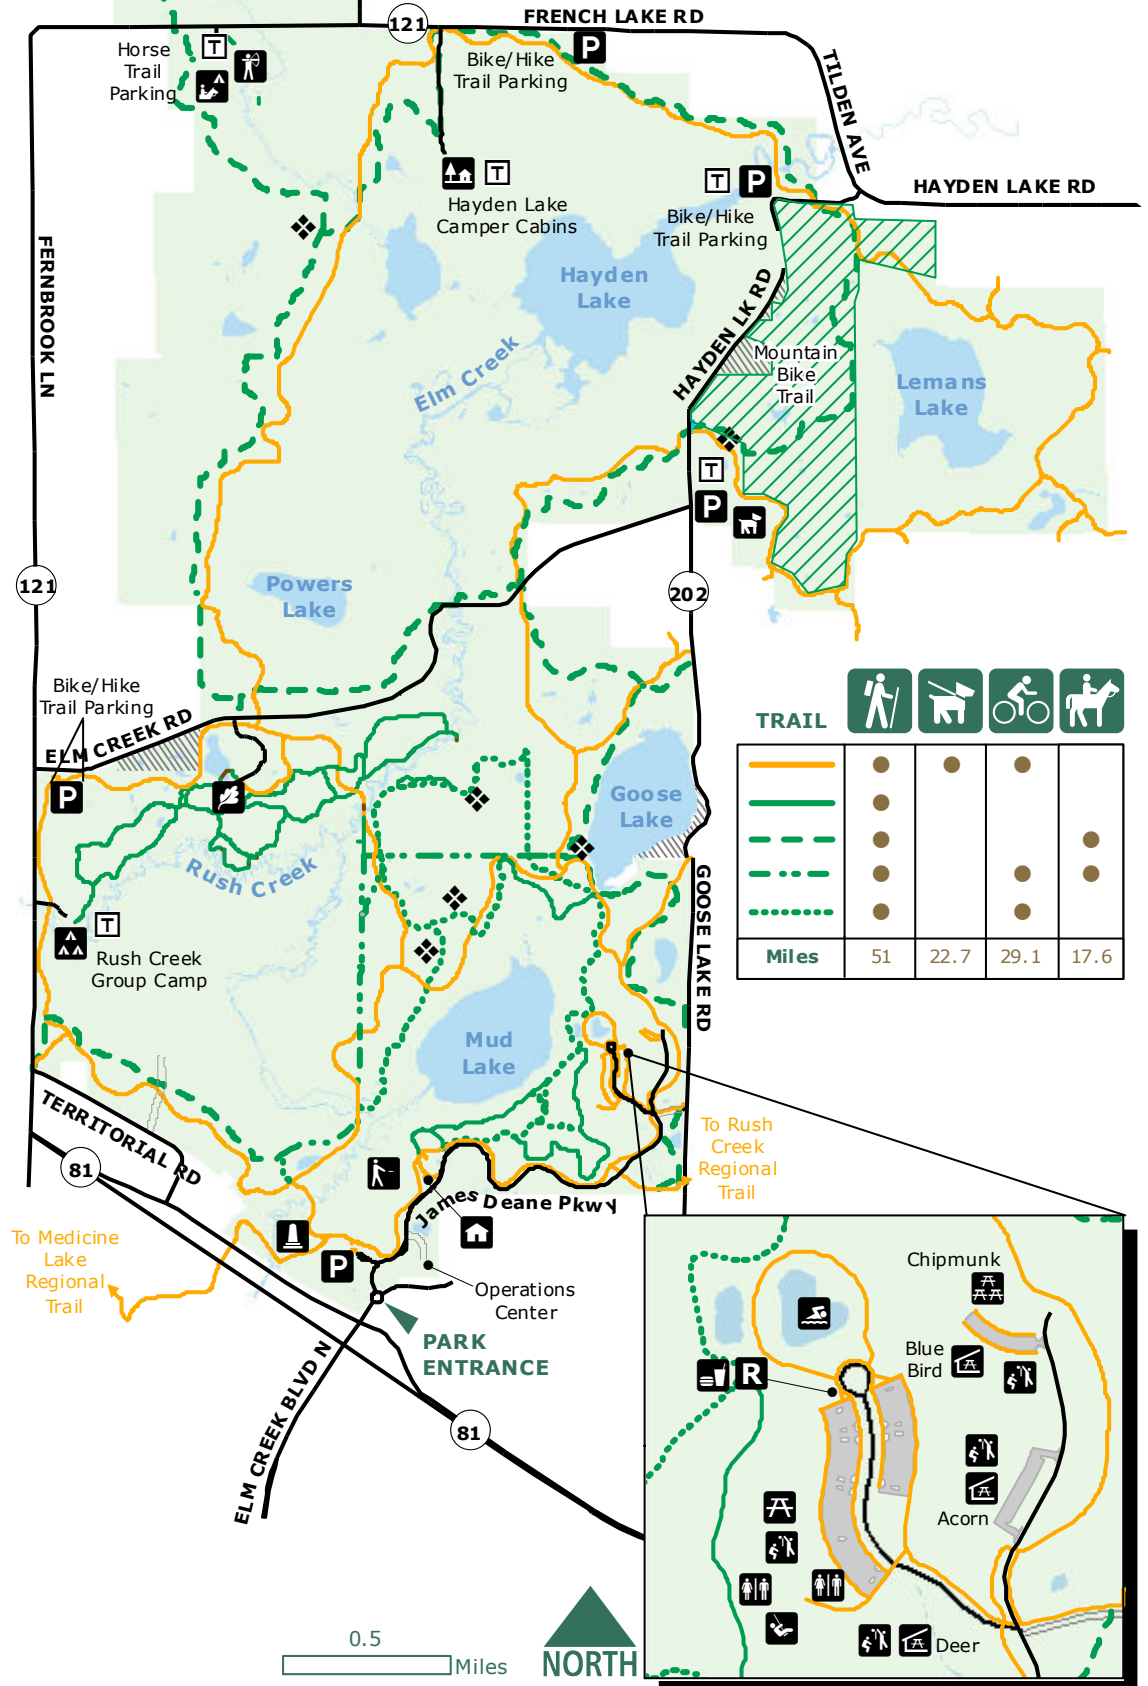 121
FRENCH LAKE RD
T
Horse
Trail
Parking
Bike/Hike
Trail Parking
P
TILDEN AVE
HAYDEN LAKE RD
T
Hayden Lake
Camper Cabins
T
P
Bike/Hike
Trail Parking
FERNBROOK LN
Hayden
Lake
HAYDEN LK RD
Elm Creek
Mountain
Bike
Trail
Lemans
Lake
T
P
121
Powers
Lake
202
Bike/Hike
Trail Parking
ELM CREEK RD
P
Goose
Lake
Rush Creek
GOOSE LAKE RD
T
Rush Creek
Group Camp
TRAIL
Miles 51 22.7 29.1 17.6
Mud
Lake
TERRITORIAL RD
81
To Rush
Creek
Regional
Trail
James Deane Pkwy
To Medicine
Lake
Regional
Trail
P
Operations
Center
PARK
ENTRANCE
ELM CREEK BLVD N
81
Chipmunk
Blue
Bird
R
Acorn
Deer
0.5
Miles
NORTH